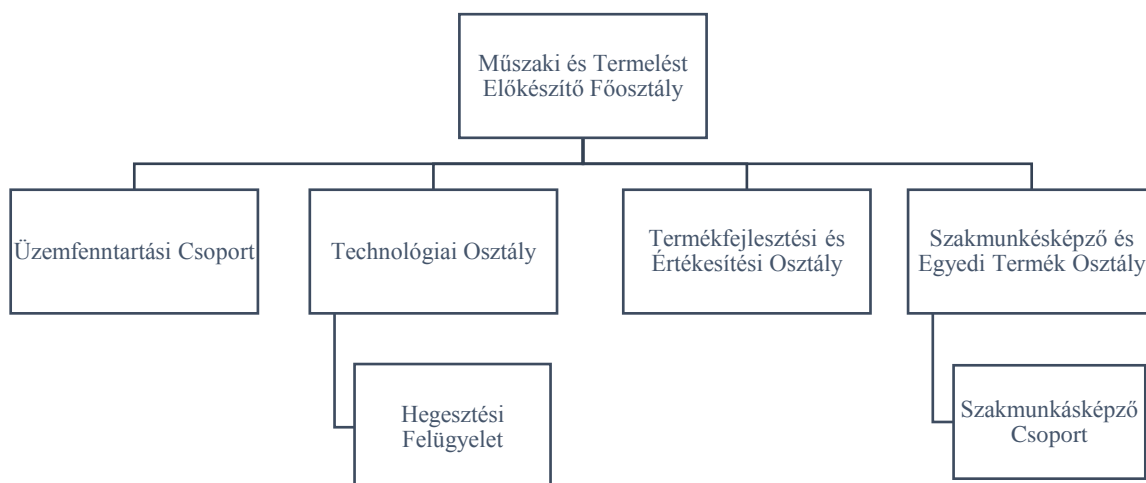 Műszaki és Termelést
Előkészítő Főosztály
Üzemfenntartási Csoport
Technológiai Osztály
Termékfejlesztési és
Értékesítési Osztály
Szakmunkésképző és
Egyedi Termék Osztály
Hegesztési
Felügyelet
Szakmunkásképző
Csoport